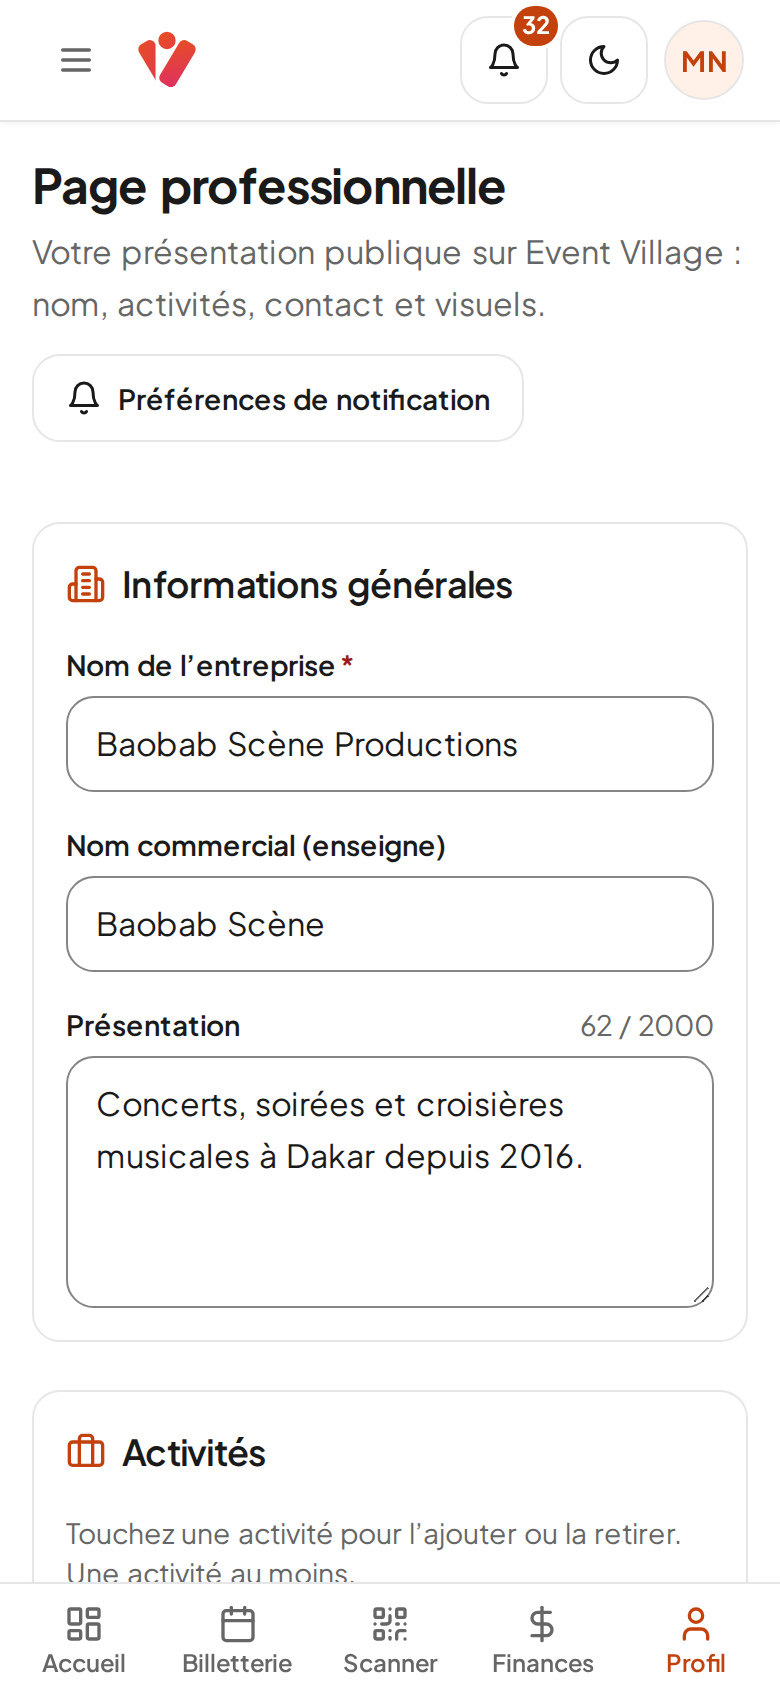 32
MN
Page professionnelle
Votre présentation publique sur Event Village :
nom, activités, contact et visuels.
Préférences de notification
Informations générales
Nom de l’entreprise *
Baobab Scène Productions
Nom commercial (enseigne)
Baobab Scène
Présentation 62 / 2000
Concerts, soirées et croisières
musicales à Dakar depuis 2016.
Activités
Touchez une activité pour l’ajouter ou la retirer.
Une activité au moins.
Accueil Billetterie Scanner Finances Profil